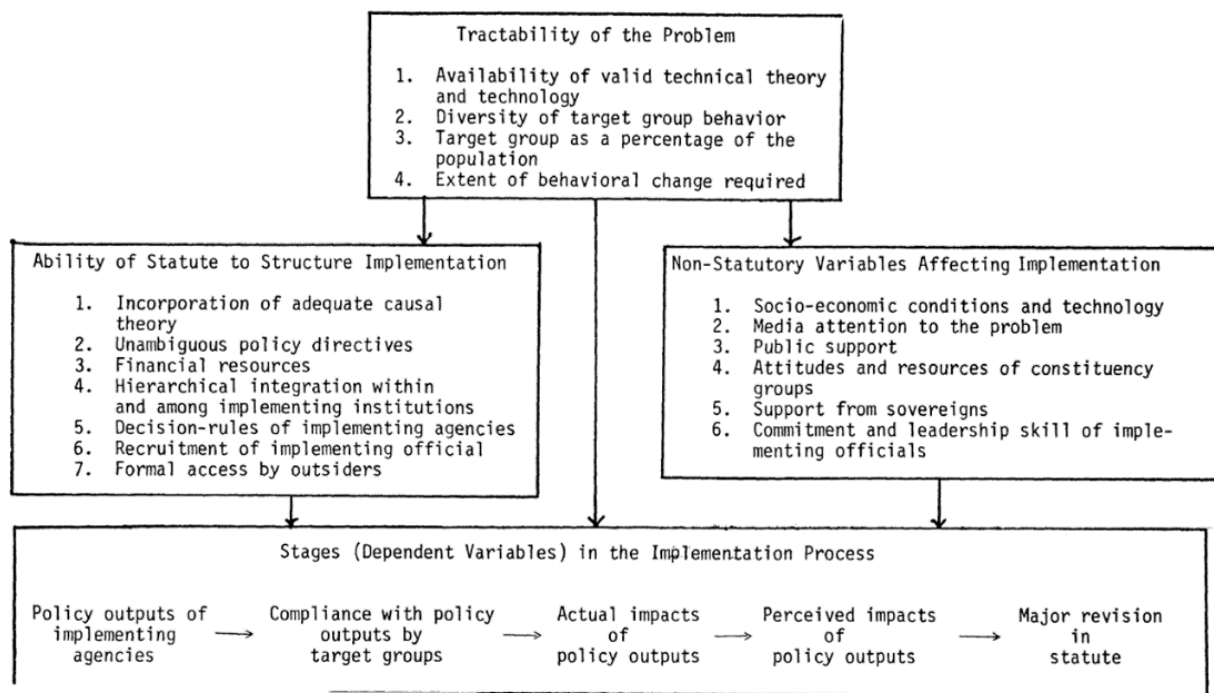 Tractability of the Problem
1. Availability of valid technical theory
and technology
2. Diversity of target group behavior
3. Target group as a percentage of the
population
4. Extent of behavioral change required
Ability of Statute to Structure Implementation
1. Incorporation of adequate causal
theory
2. Unambiguous policy directives
3. Financial resources
4. Hierarchical integration within
and among implementing institutions
5. Decision-rules of implementing agencies
6. Recruitment of implementing official
7. Formal access by outsiders
Non-Statutory Variables Affecting Implementation
1. Socio-economic conditions and technology
2. Media attention to the problem
3. Public support
4. Attitudes and resources of constituency
groups
5. Support from sovereigns
6. Commitment and leadership skill of imple-
menting officials
Stages (Dependent Variables) in the Implementation Process
Policy outputs of
implementing
agencies
Compliance with policy
outputs by
target groups
Actual impacts
of
policy outputs
Perceived impacts
of
policy outputs
Major revision
in
statute